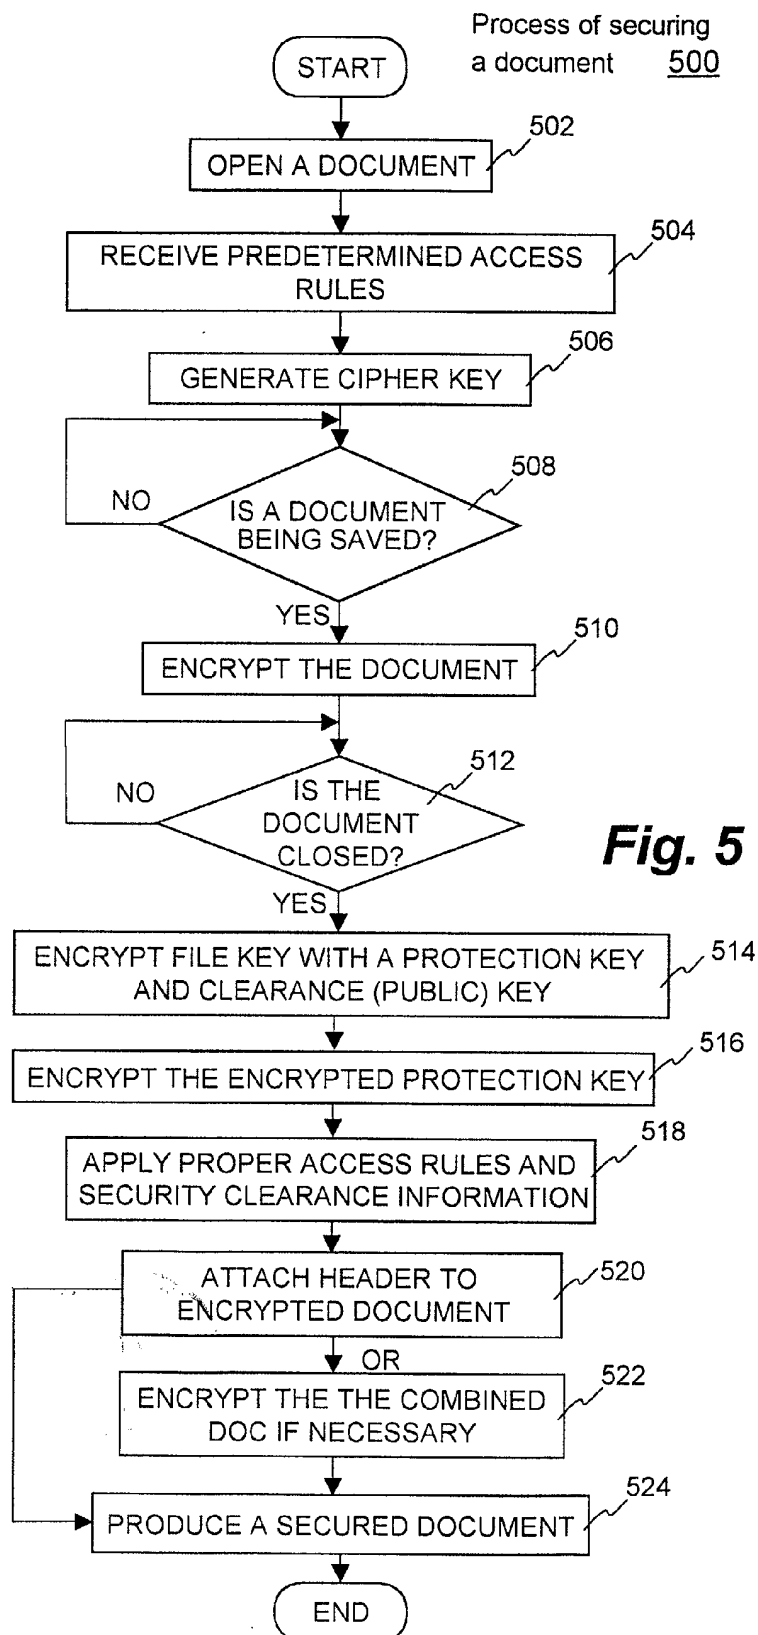 Process of securing
a document 500
START
502
OPEN A DOCUMENT
504
RECEIVE PREDETERMINED ACCESS
RULES
506
GENERATE CIPHER KEY
508
NO
IS A DOCUMENT
BEING SAVED?
YES
510
ENCRYPT THE DOCUMENT
512
NO
IS THE
DOCUMENT
CLOSED?
Fig. 5
YES
514
ENCRYPT FILE KEY WITH A PROTECTION KEY
AND CLEARANCE (PUBLIC) KEY
516
ENCRYPT THE ENCRYPTED PROTECTION KEY
518
APPLY PROPER ACCESS RULES AND
SECURITY CLEARANCE INFORMATION
520
ATTACH HEADER TO
ENCRYPTED DOCUMENT
OR
522
ENCRYPT THE THE COMBINED
DOC IF NECESSARY
524
PRODUCE A SECURED DOCUMENT
END